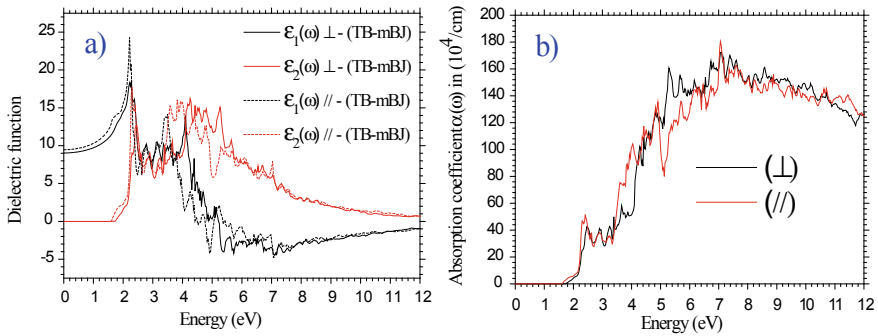 a)
ε₁(ω) ⊥ - (TB-mBJ)
ε₂(ω) ⊥ - (TB-mBJ)
ε₁(ω) // - (TB-mBJ)
ε₂(ω) // - (TB-mBJ)
Dielectric function
25
20
15
10
5
0
-5
0 1 2 3 4 5 6 7 8 9 10 11 12
Energy (eV)
b)
Absorption coefficientα(ω) in (10⁴/cm)
200
180
160
140
120
100
80
60
40
20
0
(⊥)
(//)
0 1 2 3 4 5 6 7 8 9 10 11 12
Energy (eV)